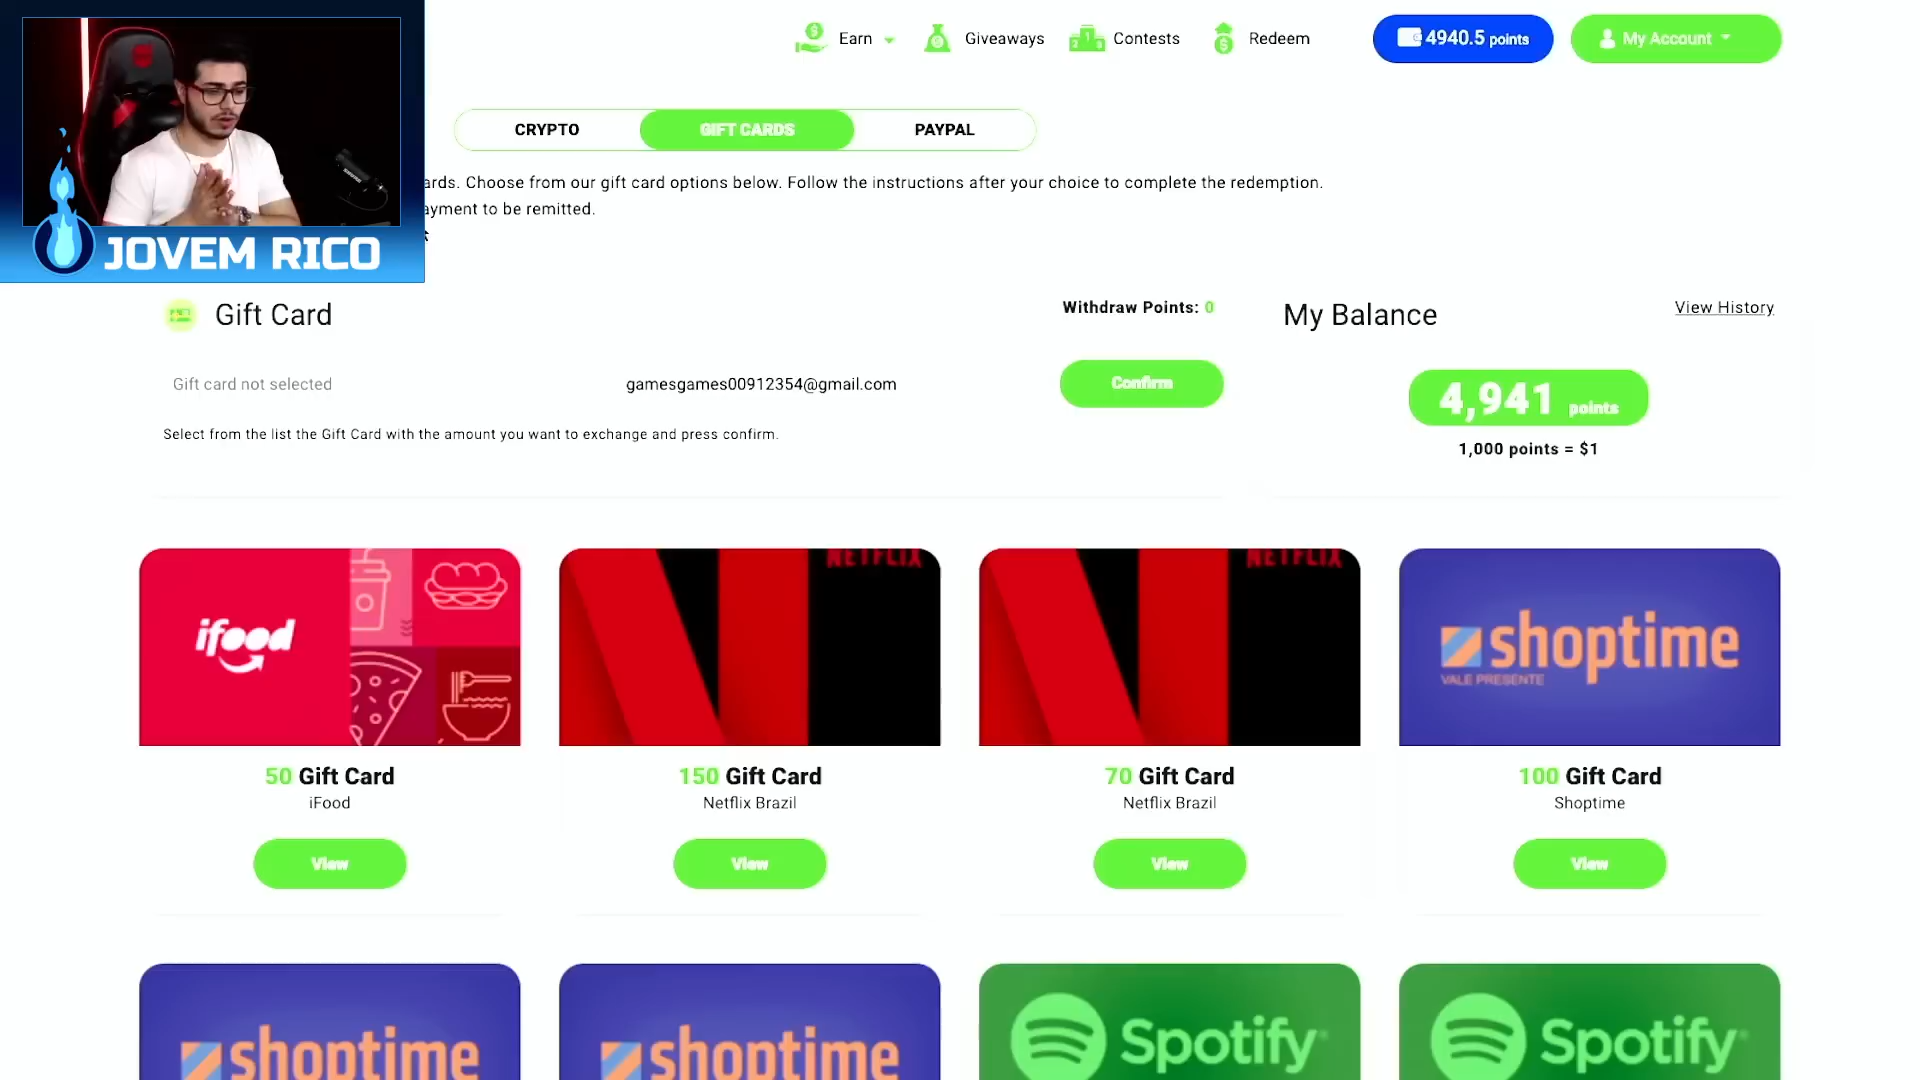 Earn
Giveaways
Contests
Redeem
4940.5 points
My Account
CRYPTO
GIFT CARDS
PAYPAL
ards. Choose from our gift card options below. Follow the instructions after your choice to complete the redemption.
ayment to be remitted.
JOVEM RICO
Gift Card
Withdraw Points: 0
My Balance
View History
Gift card not selected
gamesgames00912354@gmail.com
Confirm
4,941 points
Select from the list the Gift Card with the amount you want to exchange and press confirm.
1,000 points = $1
ifood
NETFLIX
NETFLIX
shoptime
VALE PRESENTE
50 Gift Card
iFood
150 Gift Card
Netflix Brazil
70 Gift Card
Netflix Brazil
100 Gift Card
Shoptime
View
View
View
View
shoptime
shoptime
Spotify
Spotify